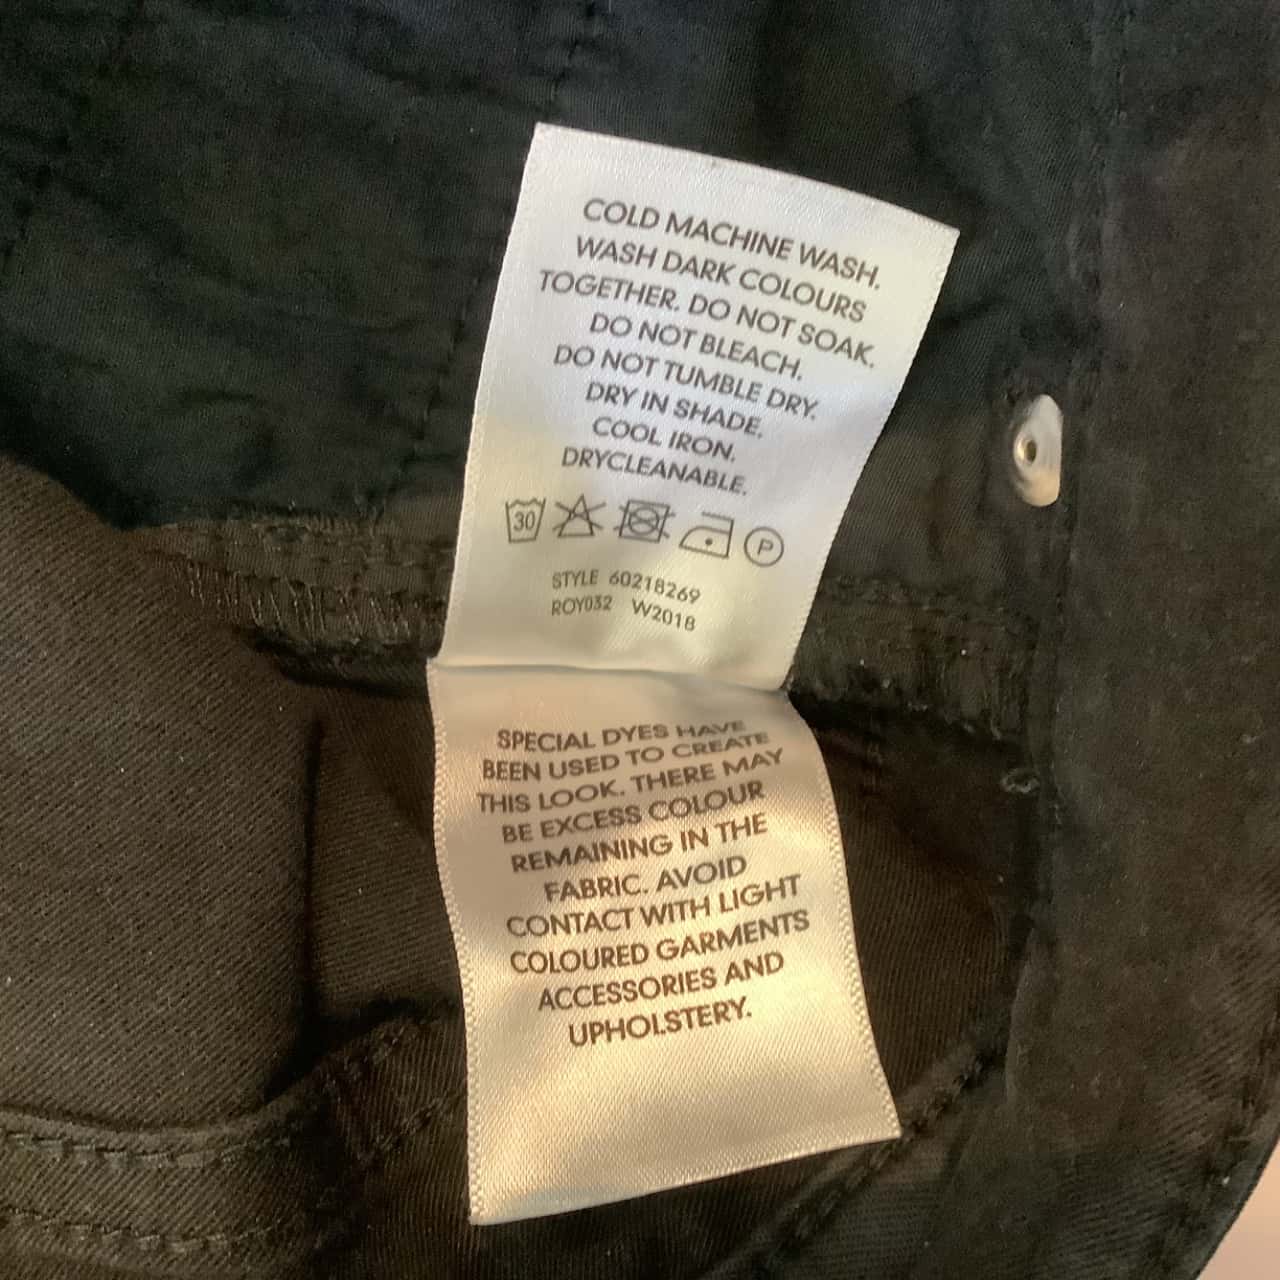 COLD MACHINE WASH.
WASH DARK COLOURS
TOGETHER. DO NOT SOAK.
DO NOT BLEACH.
DO NOT TUMBLE DRY.
DRY IN SHADE.
COOL IRON.
DRYCLEANABLE.
30 P
STYLE 60218269
ROY032 W2018
SPECIAL DYES HAVE
BEEN USED TO CREATE
THIS LOOK. THERE MAY
BE EXCESS COLOUR
REMAINING IN THE
FABRIC. AVOID
CONTACT WITH LIGHT
COLOURED GARMENTS
ACCESSORIES AND
UPHOLSTERY.